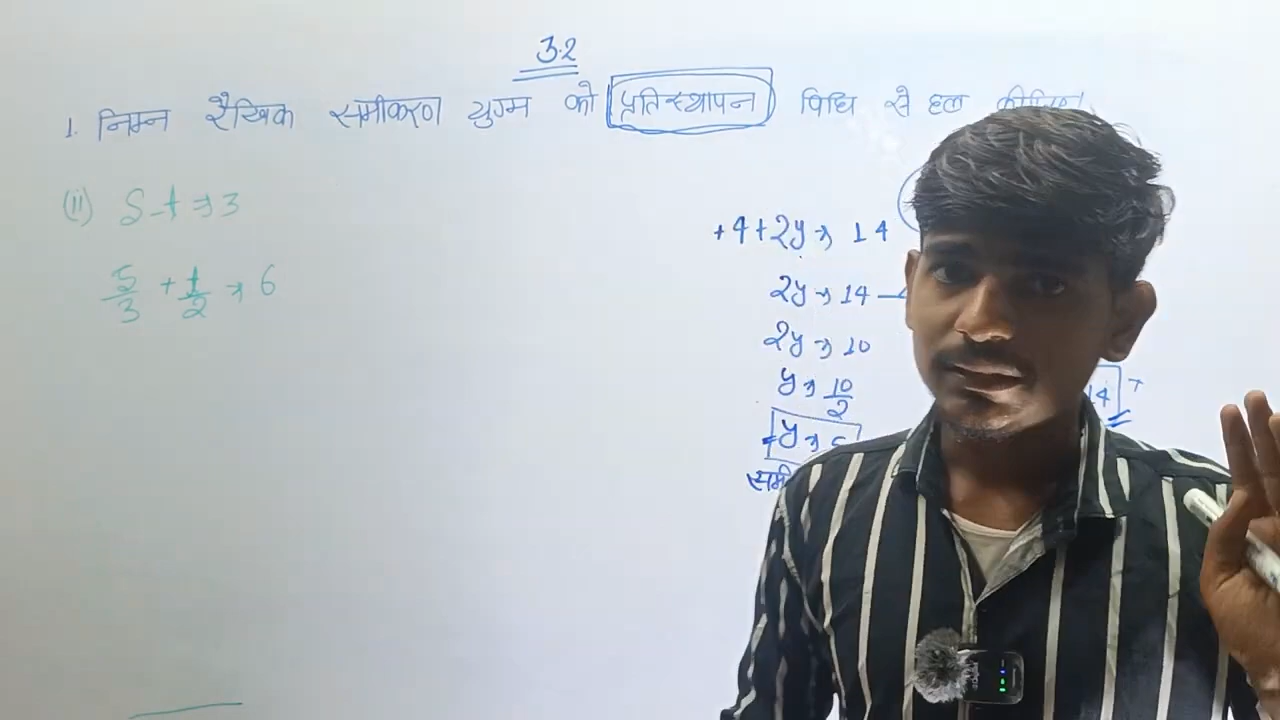 3.2
1. निम्न रैखिक समीकरण युग्म को प्रतिस्थापन विधि से हल
(ii) S - t ⇒ 3
S/3 + t/2 → 6
+4+2y → 14
2y → 14 -
2y → 10
y → 10/2
y →
14